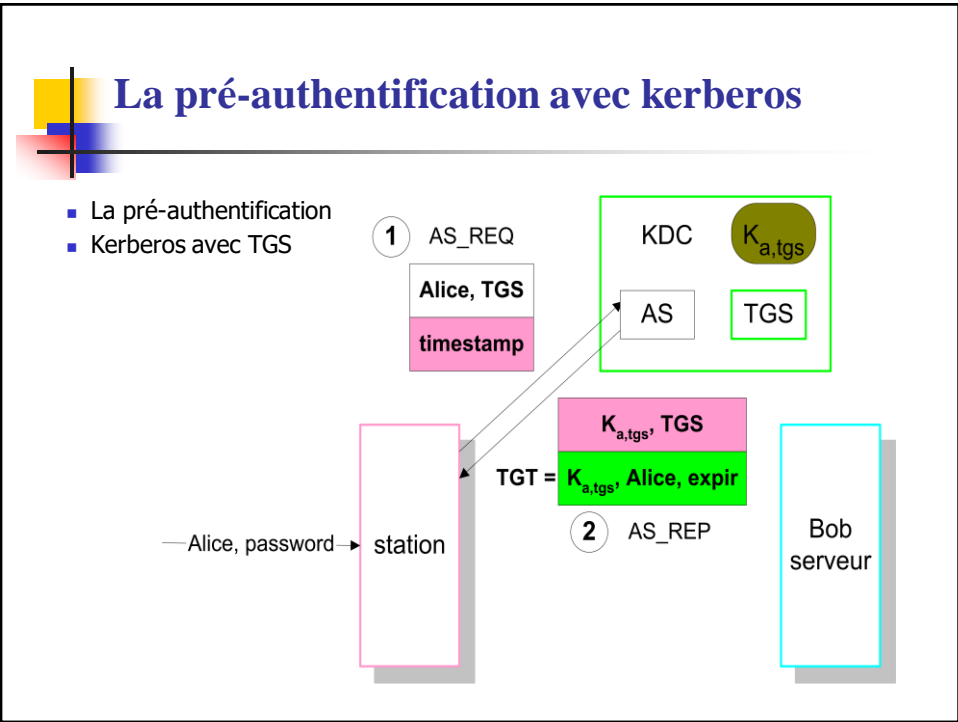 La pré-authentification avec kerberos
La pré-authentification
Kerberos avec TGS
1 AS_REQ
Alice, TGS
timestamp
KDC
Ka,tgs
AS
TGS
Ka,tgs, TGS
TGT = Ka,tgs, Alice, expir
2 AS_REP
Alice, password
station
Bob
serveur